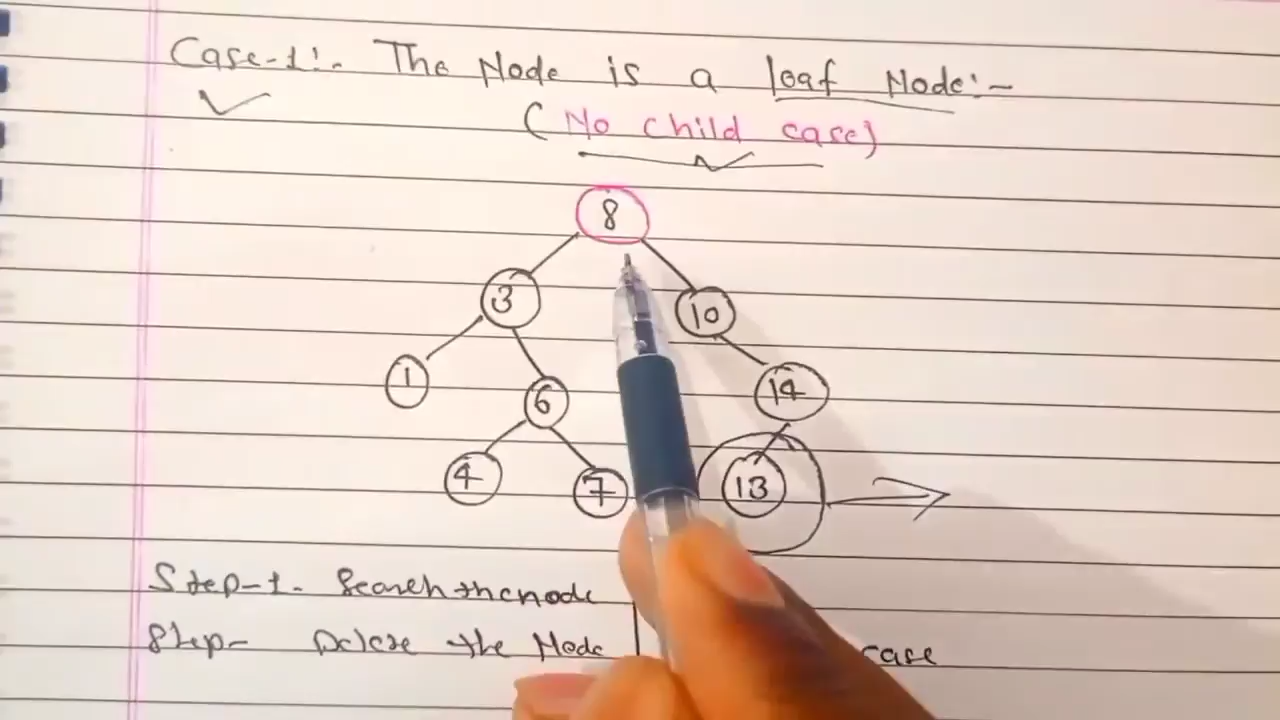 Case-1:- The Node is a leaf Node:-
(No child case)
8
3 10
1 14
6
4 7 13
Step-1. Search the node
Step- Delete the Node case